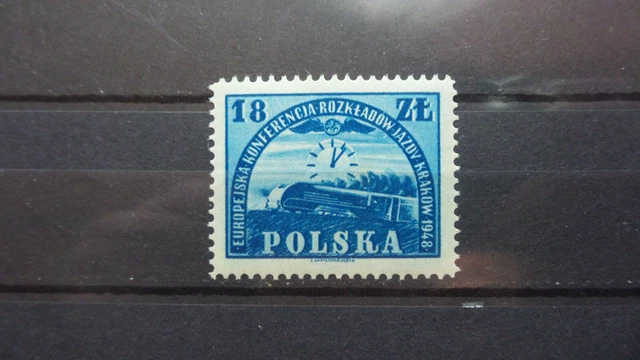 18 ZŁ
EUROPEJSKA·KONFERENCJA·ROZKŁADÓW·JAZDY KRAKÓW 1948
POLSKA